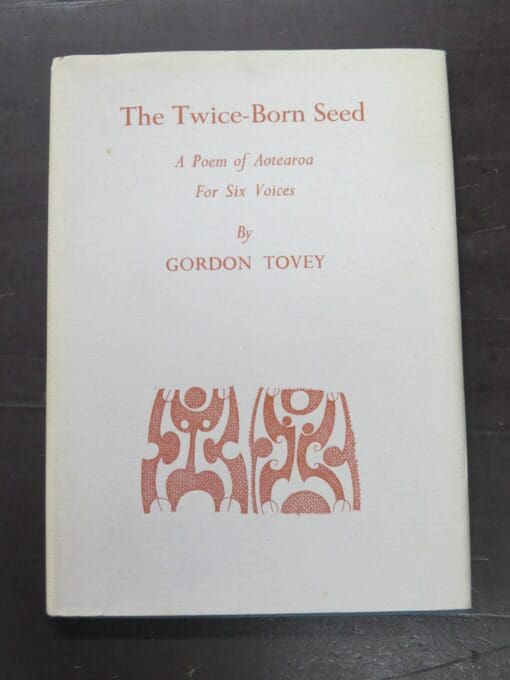 The Twice-Born Seed
A Poem of Aotearoa
For Six Voices
By
GORDON TOVEY